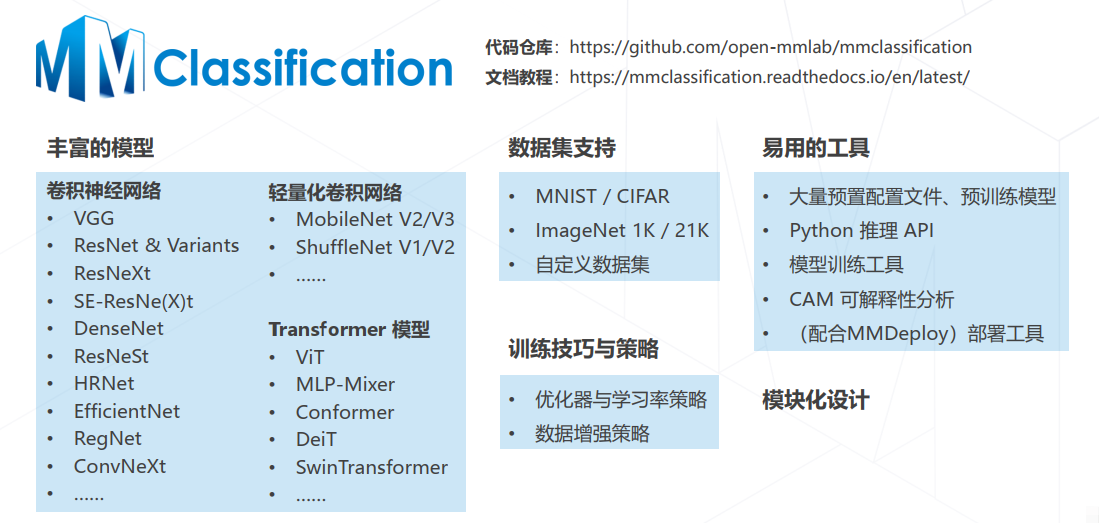 MMClassification
代码仓库：https://github.com/open-mmlab/mmclassification
文档教程：https://mmclassification.readthedocs.io/en/latest/
丰富的模型
卷积神经网络
• VGG
• ResNet & Variants
• ResNeXt
• SE-ResNe(X)t
• DenseNet
• ResNeSt
• HRNet
• EfficientNet
• RegNet
• ConvNeXt
• ......
轻量化卷积网络
• MobileNet V2/V3
• ShuffleNet V1/V2
• ......
Transformer 模型
• ViT
• MLP-Mixer
• Conformer
• DeiT
• SwinTransformer
• ......
数据集支持
• MNIST / CIFAR
• ImageNet 1K / 21K
• 自定义数据集
训练技巧与策略
• 优化器与学习率策略
• 数据增强策略
易用的工具
• 大量预置配置文件、预训练模型
• Python 推理 API
• 模型训练工具
• CAM 可解释性分析
• （配合MMDeploy）部署工具
模块化设计